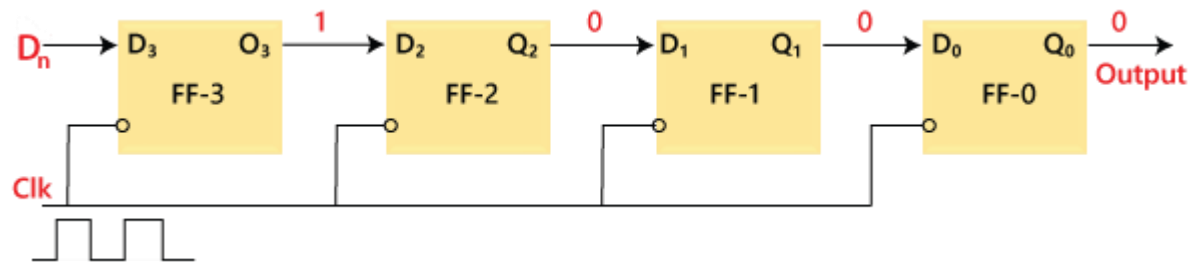 1 0 0 0
Dn D3 O3 D2 Q2 D1 Q1 D0 Q0
Output
FF-3 FF-2 FF-1 FF-0
Clk